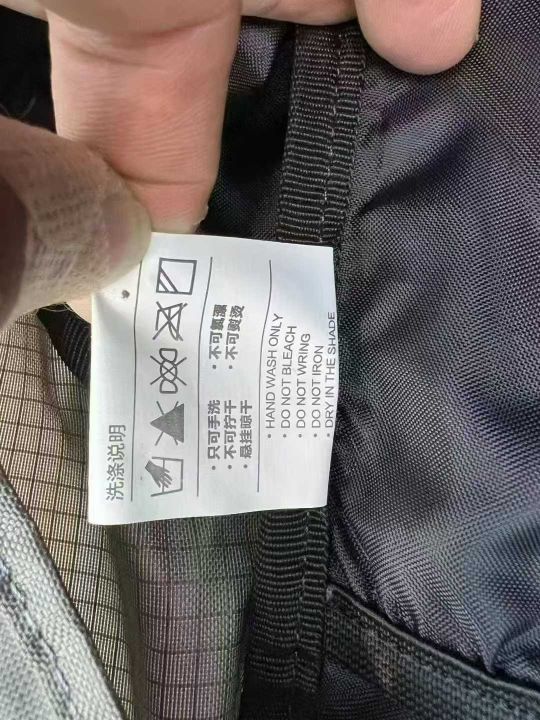 洗涤说明
· 只可手洗 · 不可氯漂
· 不可拧干 · 不可熨烫
· 悬挂晾干
· HAND WASH ONLY
· DO NOT BLEACH
· DO NOT WRING
· DO NOT IRON
· DRY IN THE SHADE